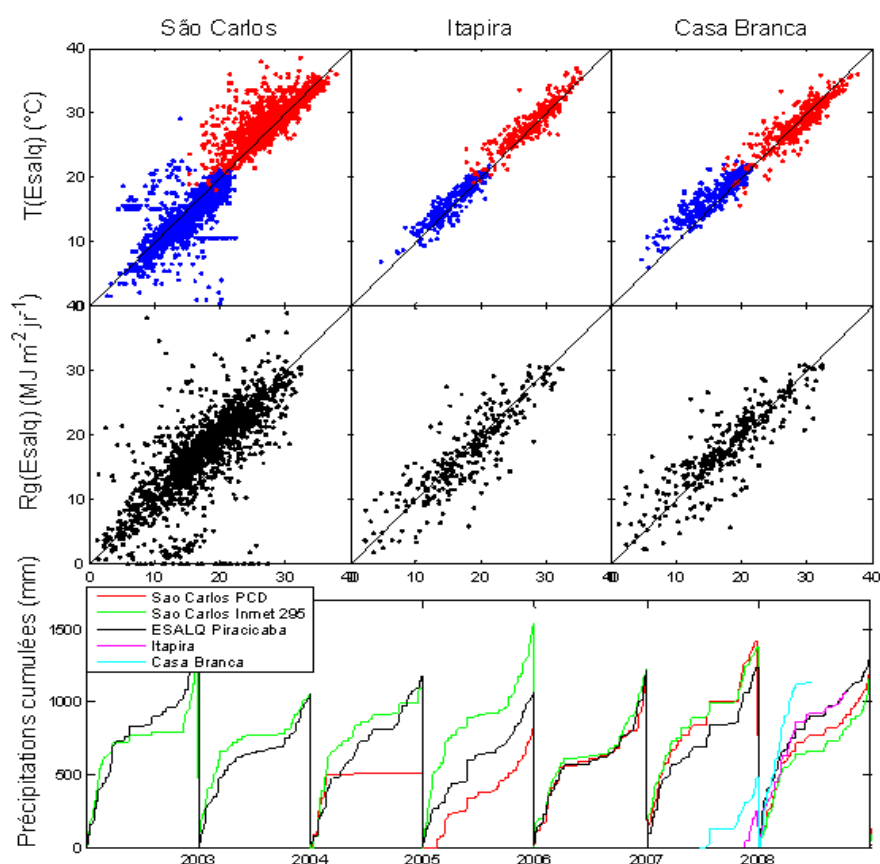 São Carlos Itapira Casa Branca
T(Esalq) (°C)
40
30
20
10
40
Rg(Esalq) (MJ m-2 jr-1)
30
20
10
0
0 10 20 30 40 10 20 30 40 10 20 30 40
Précipitations cumulées (mm)
Sao Carlos PCD
Sao Carlos Inmet 295
ESALQ Piracicaba
Itapira
Casa Branca
1500
1000
500
0
2003 2004 2005 2006 2007 2008